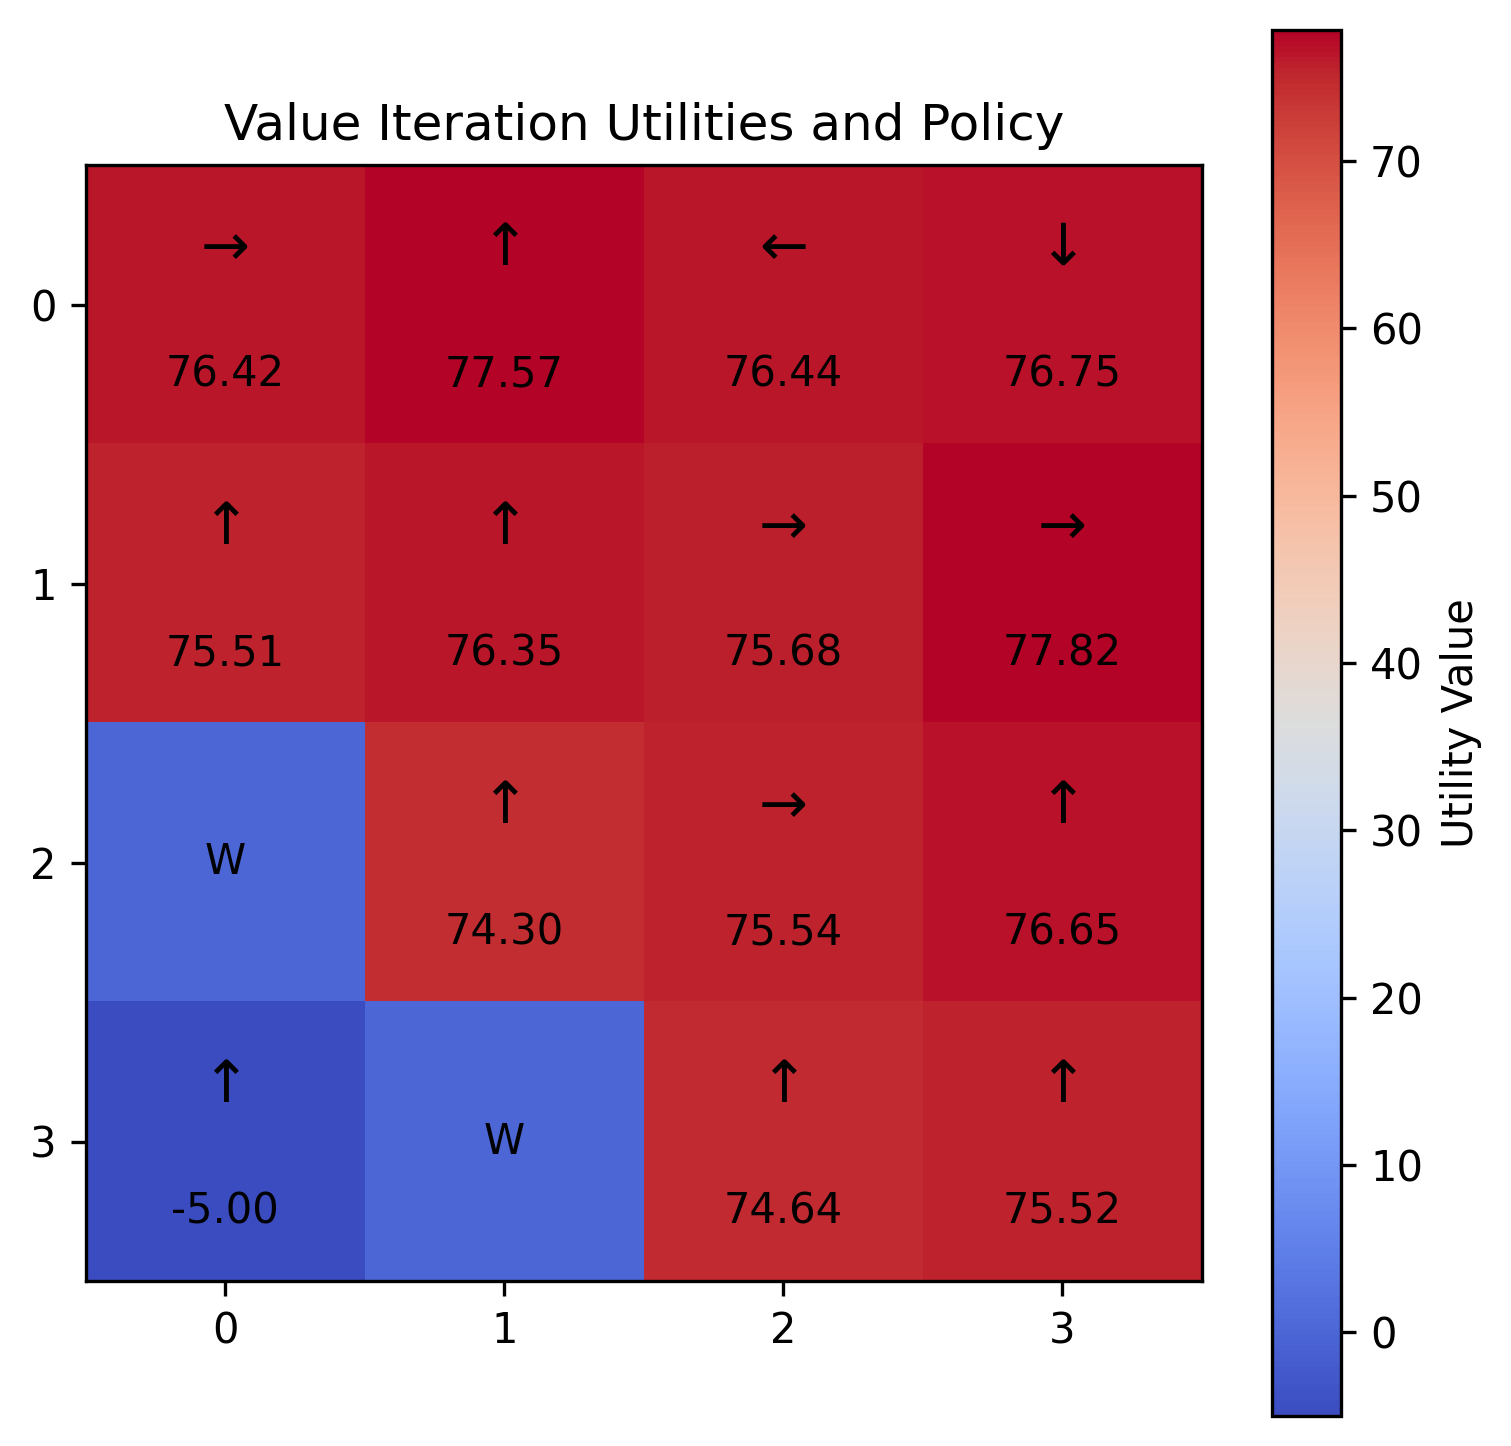 Value Iteration Utilities and Policy
0
→ ↑ ← ↓
76.42 77.57 76.44 76.75
1
↑ ↑ → →
75.51 76.35 75.68 77.82
2
↑ → ↑
W
74.30 75.54 76.65
3
↑ ↑ ↑
W
-5.00 74.64 75.52
0 1 2 3
70
60
50
40
30
20
10
0
Utility Value